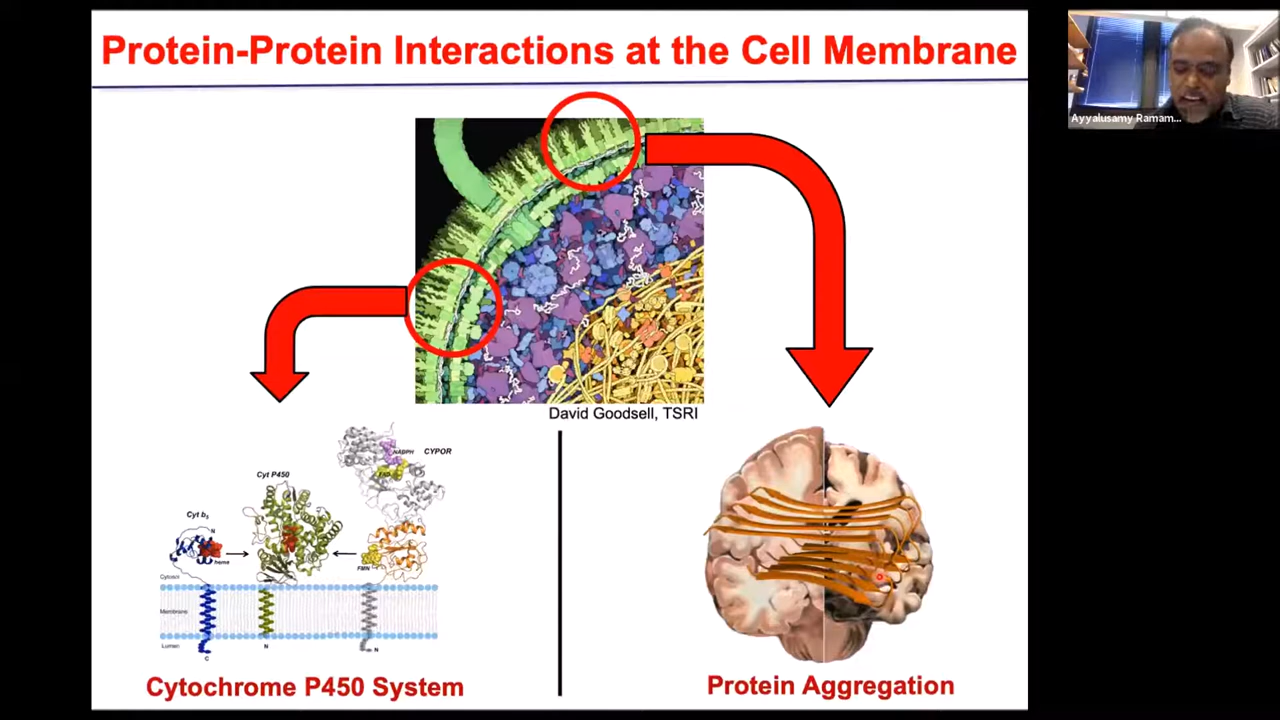 Protein-Protein Interactions at the Cell Membrane
Ayyalusamy Ramam...
David Goodsell, TSRI
NADPH
CYPOR
FAD
Cyt P450
Cyt b5
N
heme
FMN
Cytosol
Membrane
Lumen
C
N
N
Cytochrome P450 System
Protein Aggregation